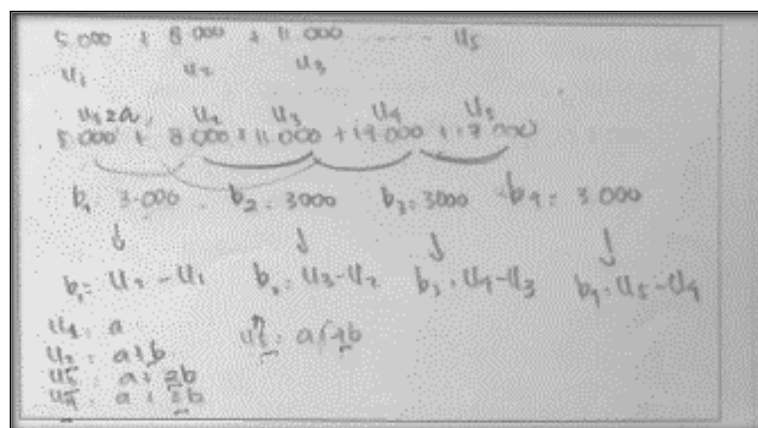 5.000 + 8.000 + 11.000 ...... U5
U1 U2 U3
U1 = a U2 U3 U4 U5
5.000 + 8.000 + 11.000 + 14.000 + 17.000
b1 = 3.000 b2 = 3000 b3 = 3000 b4 = 3.000
b1 = U2 - U1 b2 = U3 - U2 b3 = U4 - U3 b4 = U5 - U4
U1 = a
U2 = a + b
U5 = a + 4b
U3 = a + 2b
U4 = a + 3b